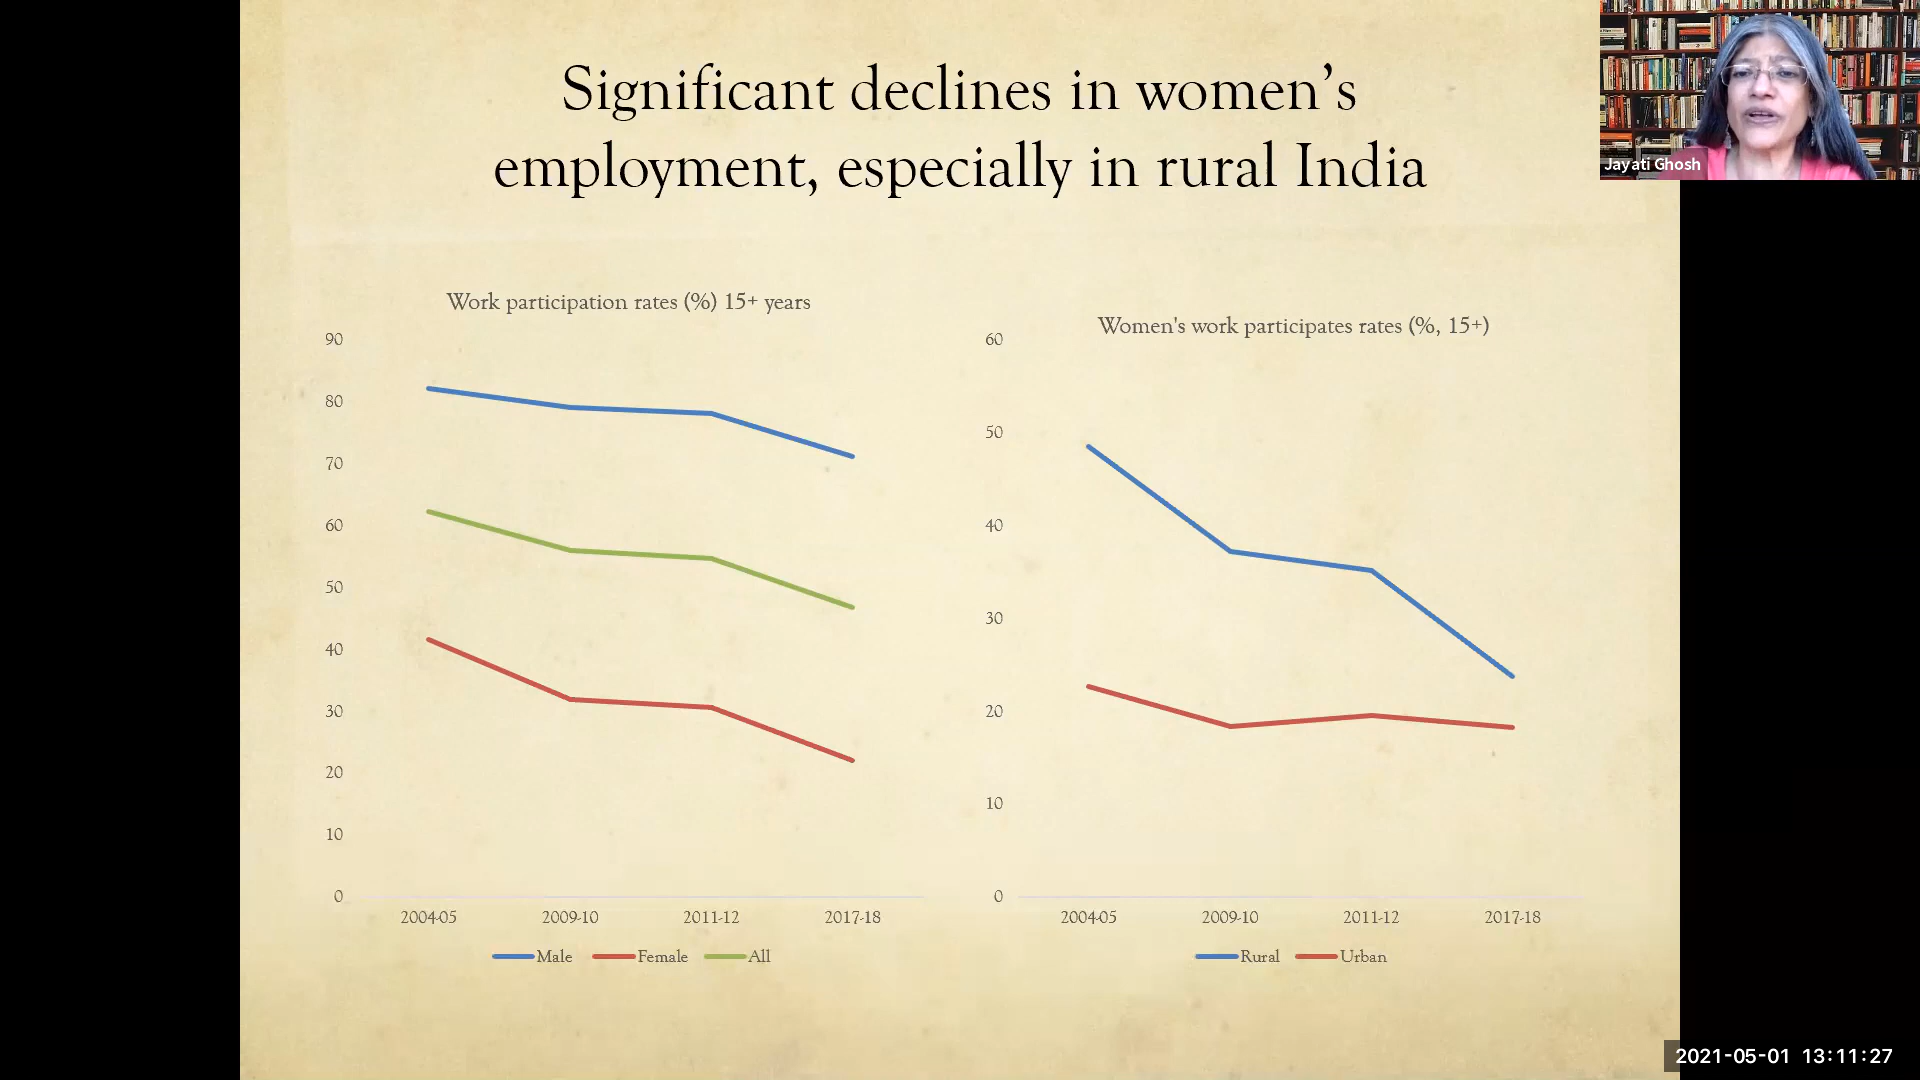 Significant declines in women’s
employment, especially in rural India
Jayati Ghosh
Work participation rates (%) 15+ years
90
80
70
60
50
40
30
20
10
0
2004-05 2009-10 2011-12 2017-18
Male Female All
Women's work participates rates (%, 15+)
60
50
40
30
20
10
0
2004-05 2009-10 2011-12 2017-18
Rural Urban
2021-05-01 13:11:27